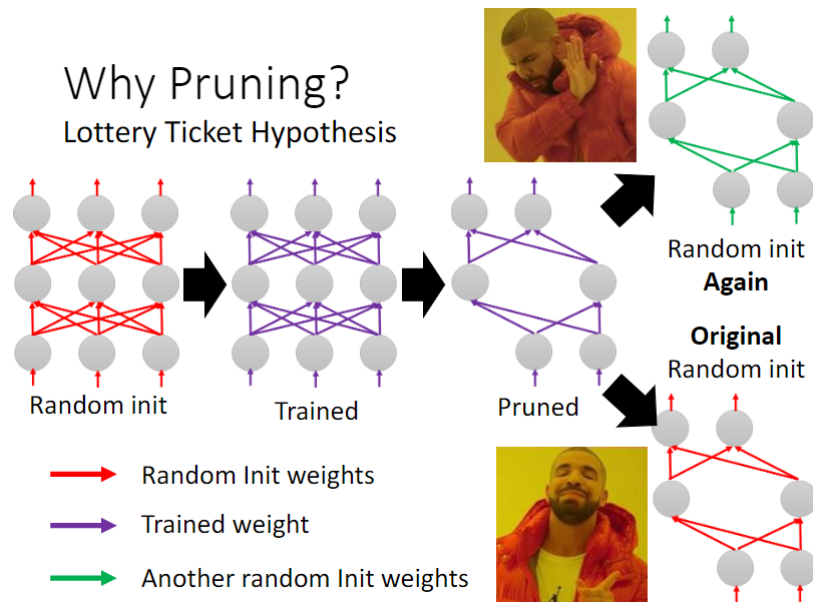 Why Pruning?
Lottery Ticket Hypothesis
Random init
Trained
Pruned
Random init
Again
Original
Random init
Random Init weights
Trained weight
Another random Init weights